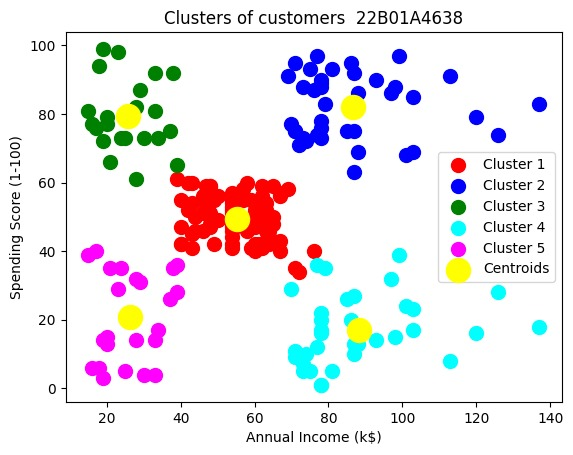 Clusters of customers  22B01A4638
Spending Score (1-100)
100
80
60
40
20
0
Cluster 1
Cluster 2
Cluster 3
Cluster 4
Cluster 5
Centroids
20 40 60 80 100 120 140
Annual Income (k$)